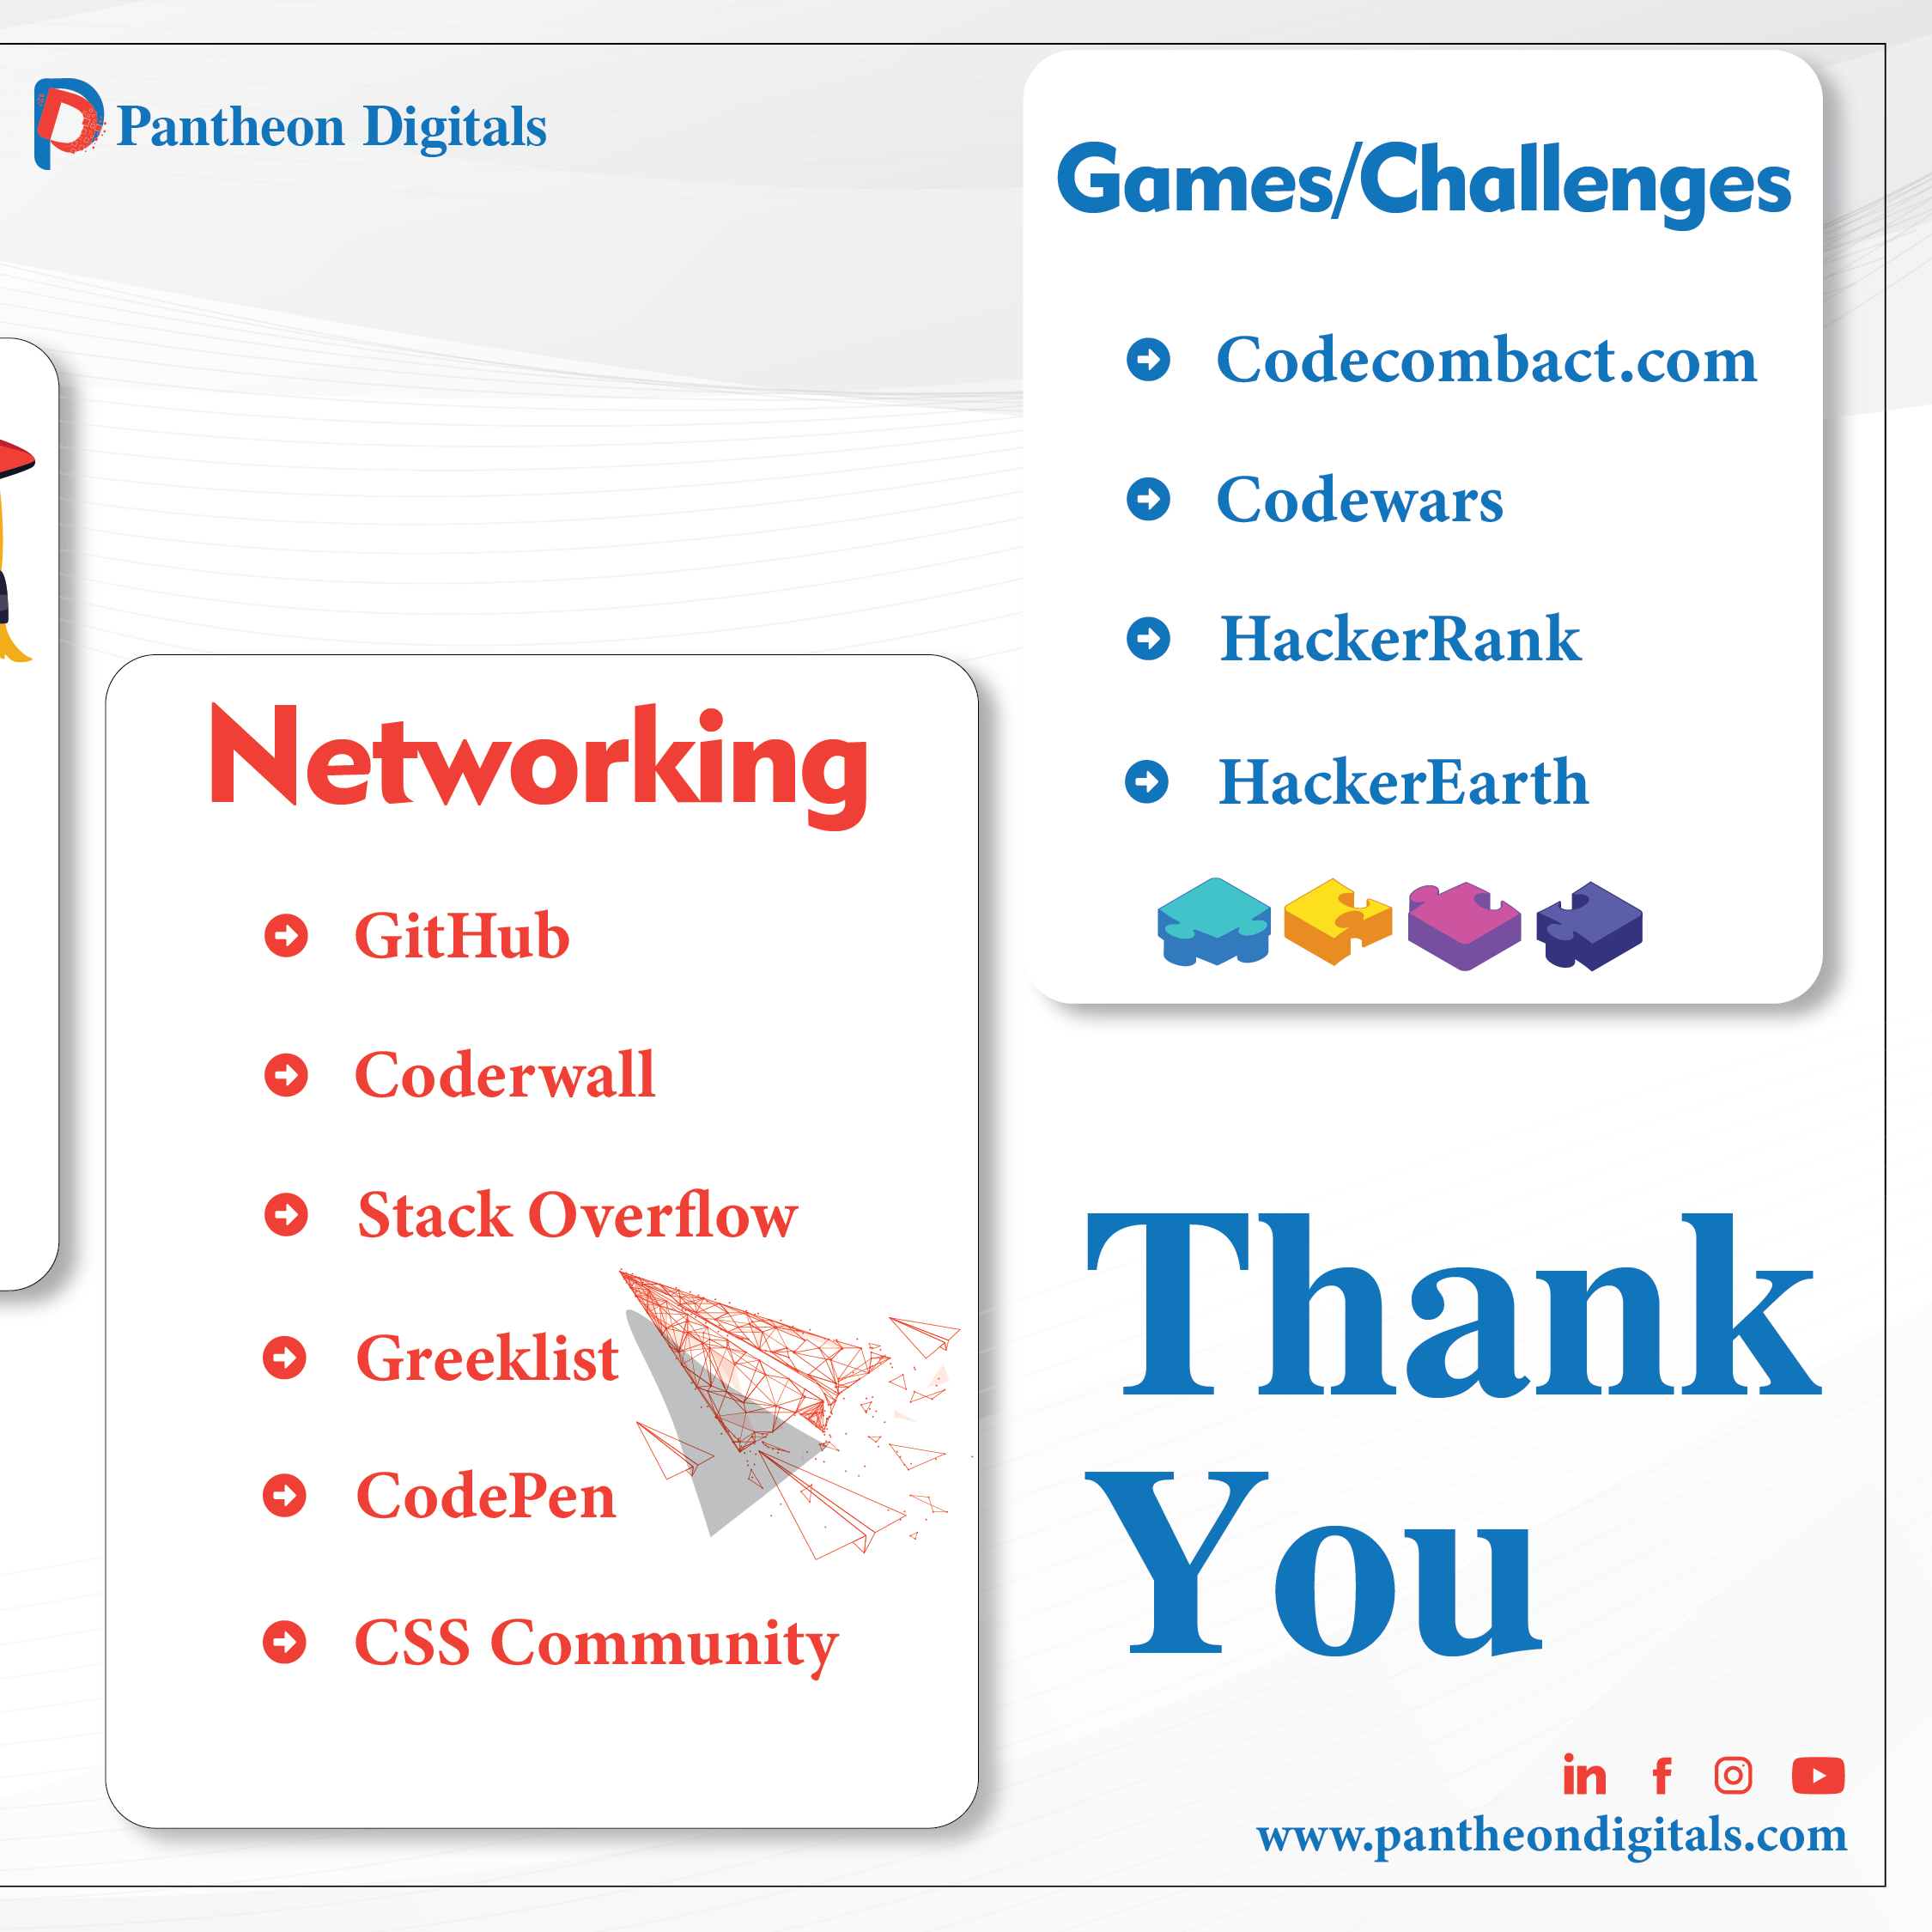 Pantheon Digitals
Games/Challenges
Codecombact.com
Codewars
HackerRank
HackerEarth
Networking
GitHub
Coderwall
Stack Overflow
Greeklist
CodePen
CSS Community
Thank
You
www.pantheondigitals.com